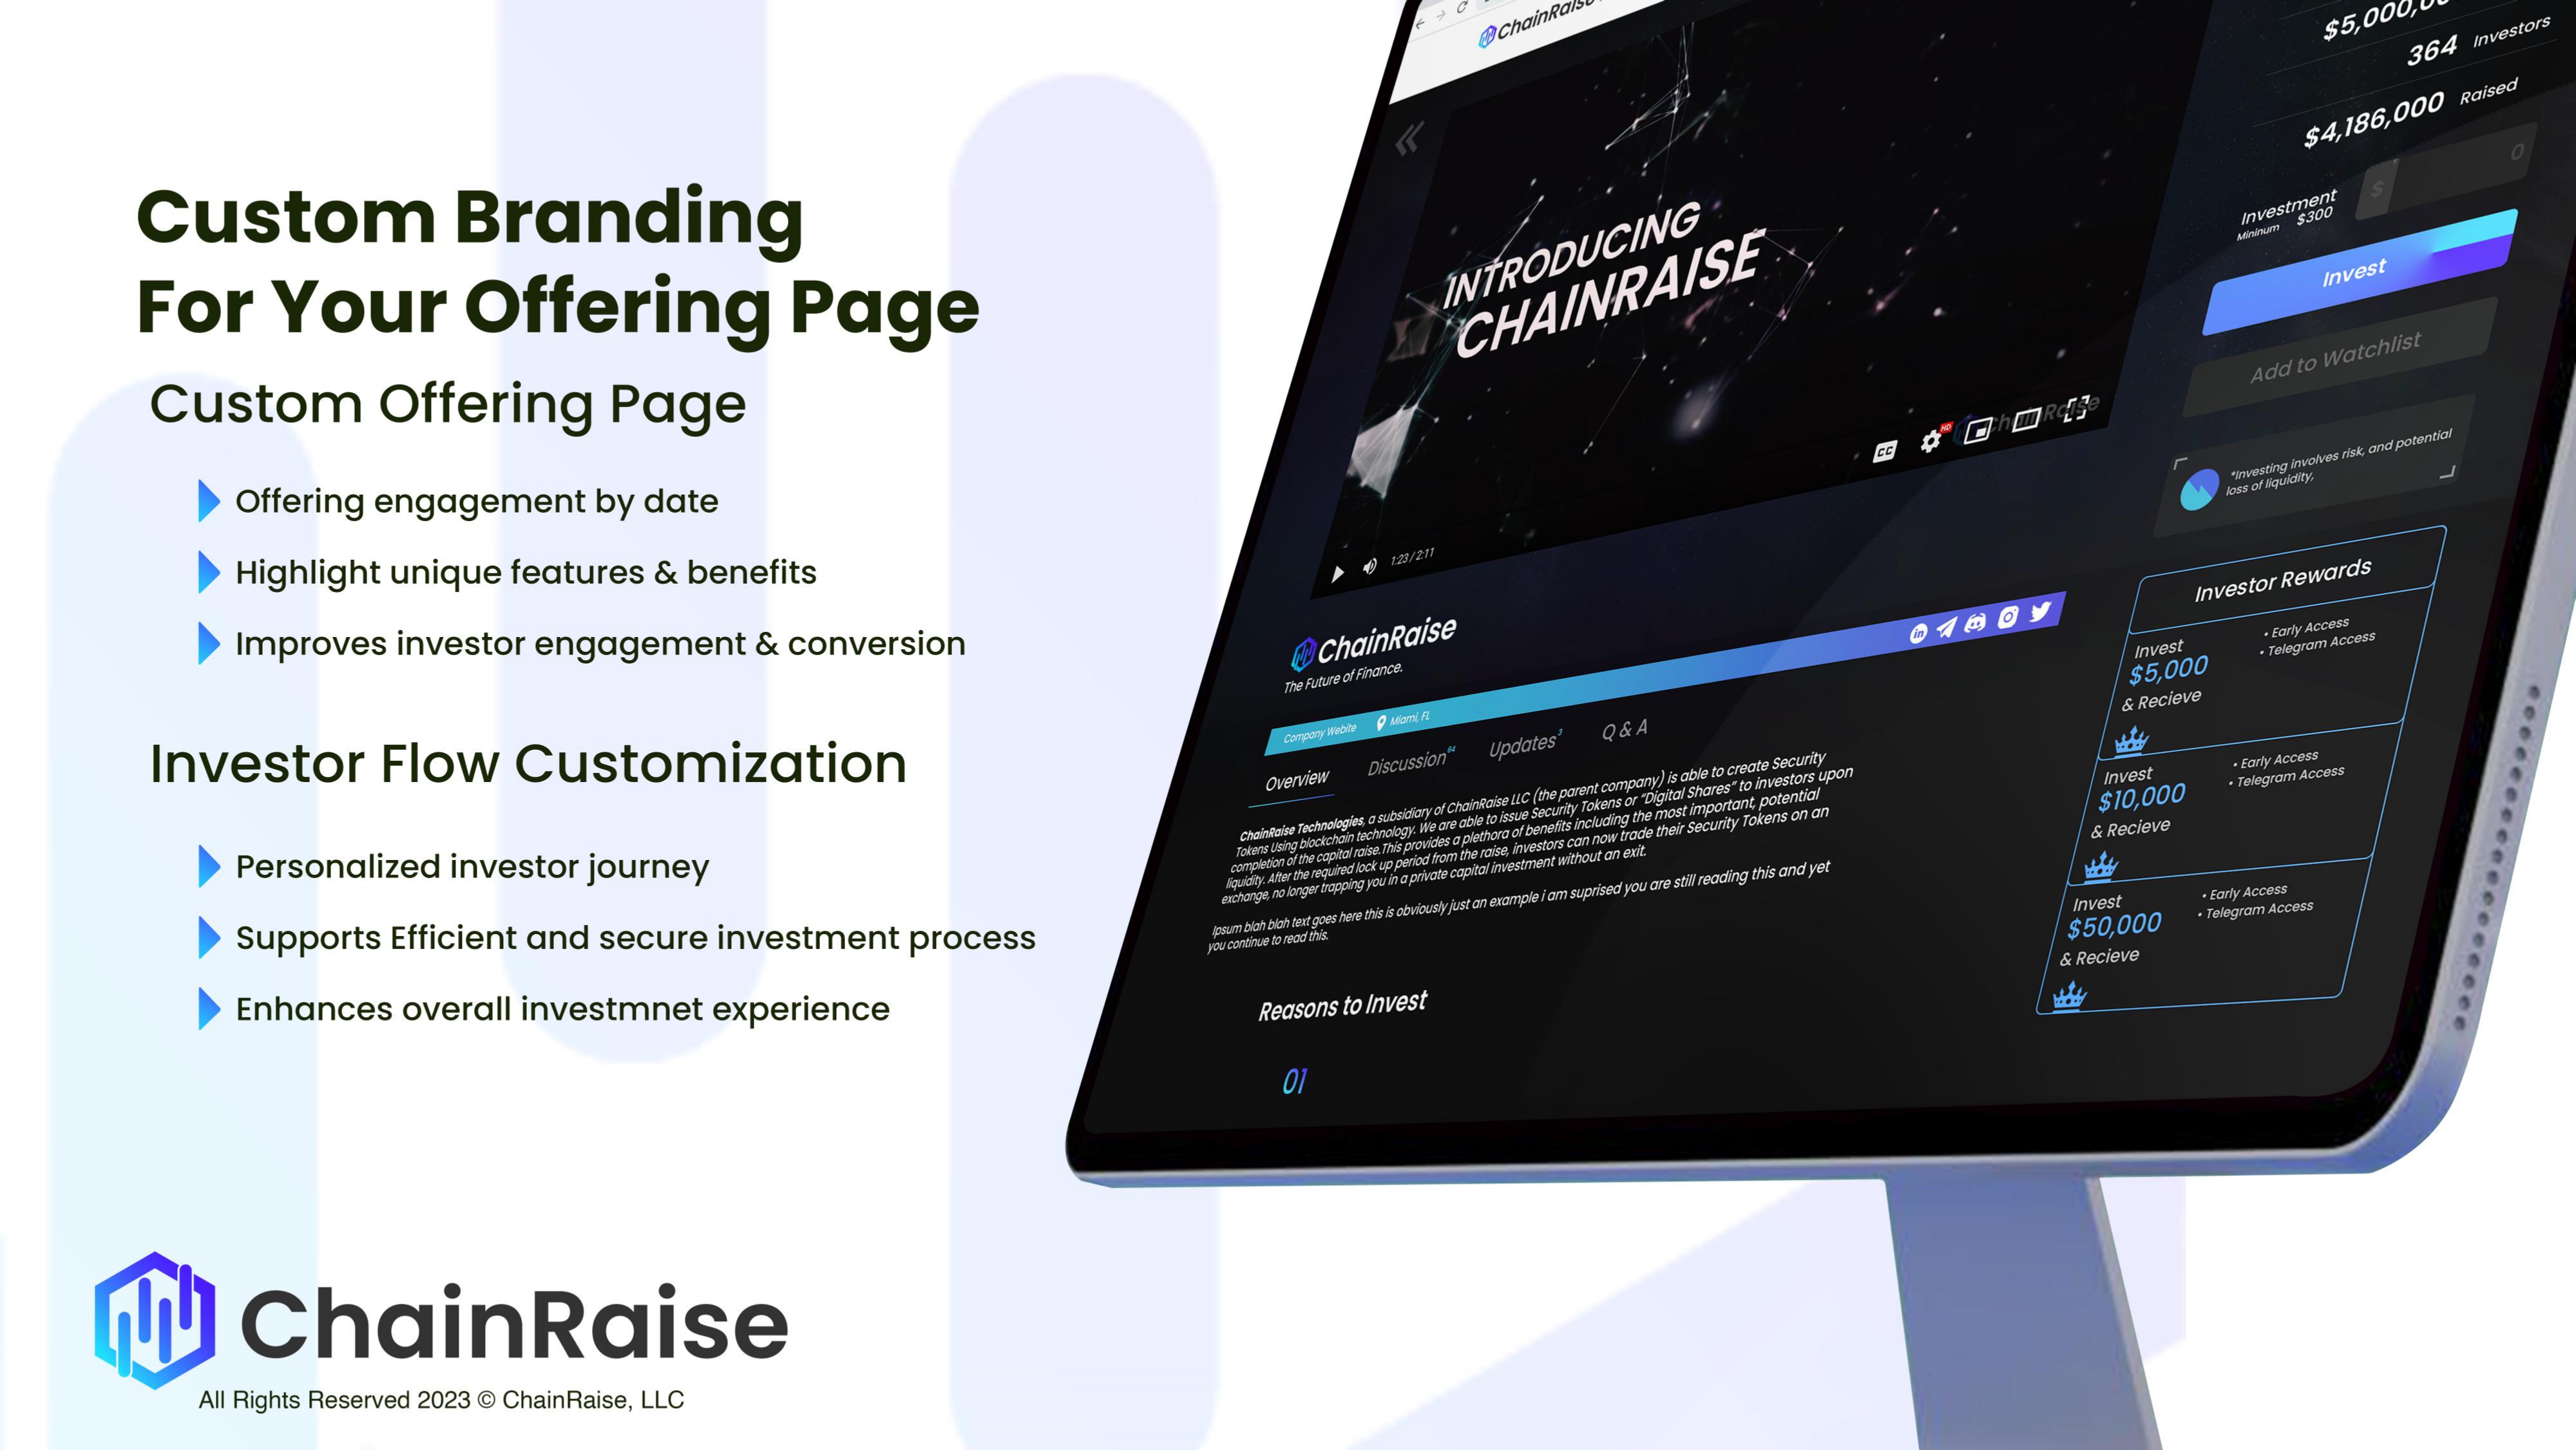 Custom Branding
For Your Offering Page
Custom Offering Page
Offering engagement by date
Highlight unique features & benefits
Improves investor engagement & conversion
Investor Flow Customization
Personalized investor journey
Supports Efficient and secure investment process
Enhances overall investmnet experience
ChainRaise
All Rights Reserved 2023 © ChainRaise, LLC
ChainRaise
INTRODUCING
CHAINRAISE
CC
HD
ChainRaise
1:23 / 2:11
ChainRaise
The Future of Finance.
Company Webite
Miami, FL
in
Overview
Discussion 64
Updates 3
Q & A
ChainRaise Technologies, a subsidiary of ChainRaise LLC (the parent company) is able to create Security
Tokens Using blockchain technology. We are able to issue Security Tokens or “Digital Shares” to investors upon
completion of the capital raise.This provides a plethora of benefits including the most important, potential
liquidity. After the required lock up period from the raise, investors can now trade their Security Tokens on an
exchange, no longer trapping you in a private capital investment without an exit.
Ipsum blah blah text goes here this is obviously just an example i am suprised you are still reading this and yet
you continue to read this.
Reasons to Invest
01
364 Investors
$4,186,000 Raised
Investment
Mininum $300
$ 0
Invest
Add to Watchlist
*Investing involves risk, and potential
loss of liquidity,
Investor Rewards
Invest
$5,000
& Recieve
• Early Access
• Telegram Access
Invest
$10,000
& Recieve
• Early Access
• Telegram Access
Invest
$50,000
& Recieve
• Early Access
• Telegram Access